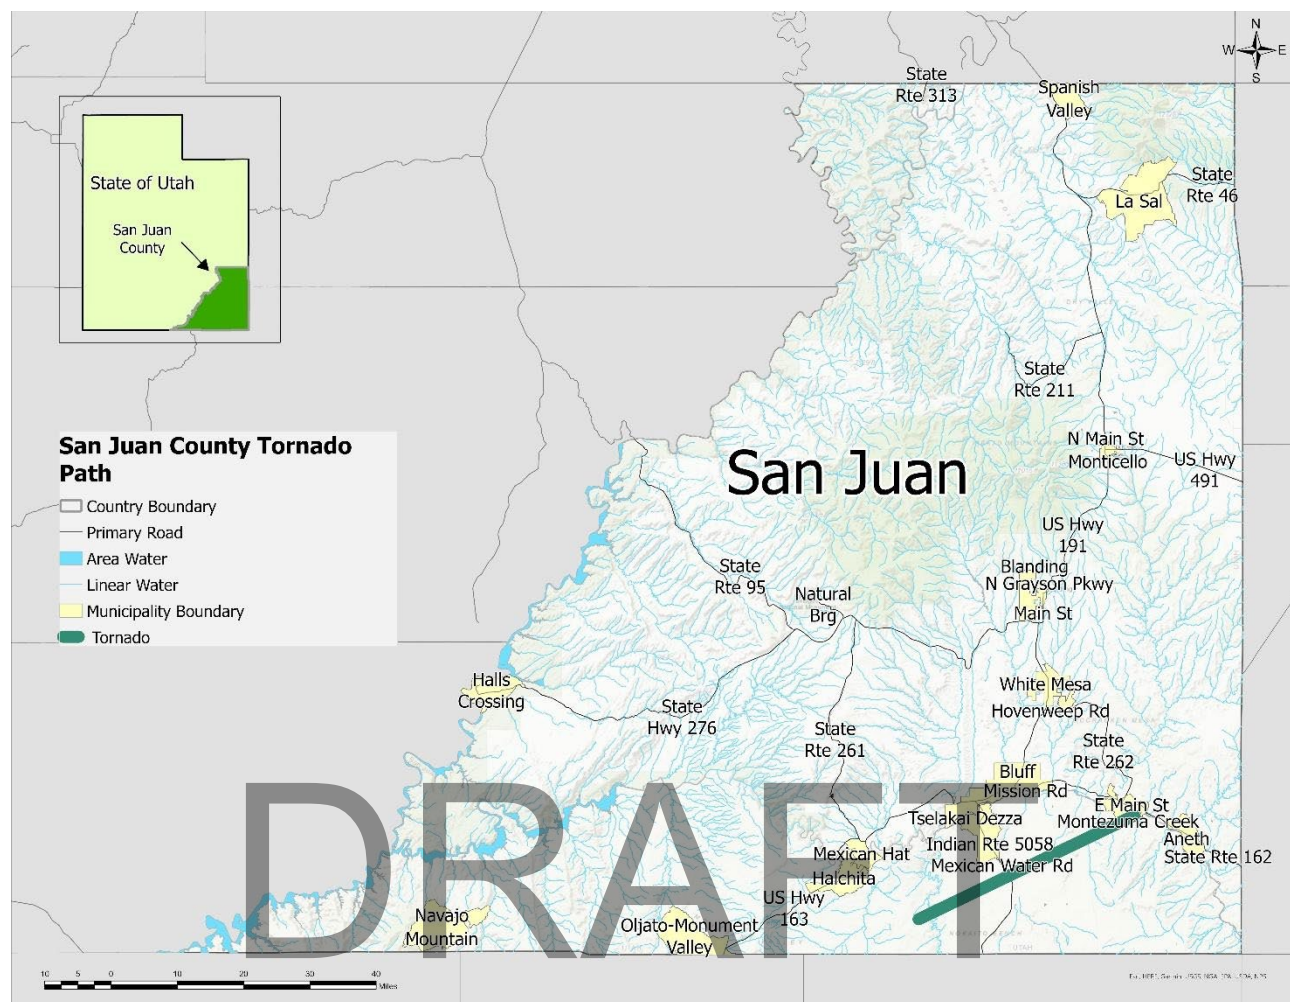 N
W E
S
State
Rte 313
Spanish
Valley
State of Utah
San Juan
County
State
Rte 46
La Sal
State
Rte 211
San Juan County Tornado
Path
Country Boundary
Primary Road
Area Water
Linear Water
Municipality Boundary
Tornado
San Juan
N Main St
Monticello
US Hwy
491
US Hwy
191
State
Rte 95
Natural
Brg
Blanding
N Grayson Pkwy
Main St
Halls
Crossing
State
Hwy 276
White Mesa
Hovenweep Rd
State
Rte 261
State
Rte 262
Bluff
Mission Rd
Tselakai Dezza
E Main St
Montezuma Creek
Aneth
State Rte 162
Indian Rte 5058
Mexican Water Rd
Mexican Hat
Halchita
US Hwy
163
Navajo
Mountain
Oljato-Monument
Valley
DRAFT
UTAH
10 5 0 10 20 30 40
Miles